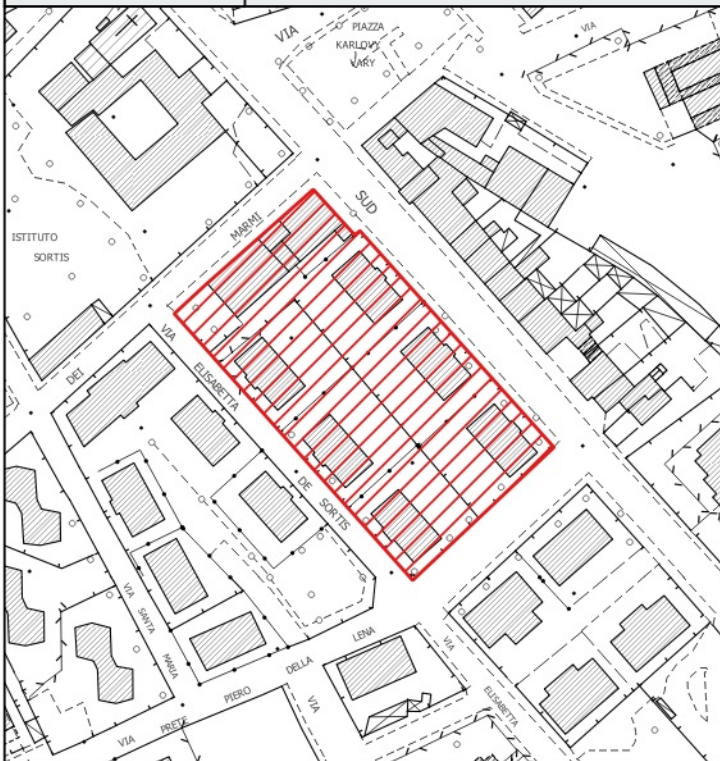 VIA
PIAZZA
KARLOVY
VARY
VIA
SUD
MARMI
ISTITUTO
SORTIS
DEI
VIA
ELISABETTA
DE SORTIS
VIA
SANTA
MARIA
VIA
PRETE
PIERO
DELLA
LENA
VIA
VIA
ELISABETTA